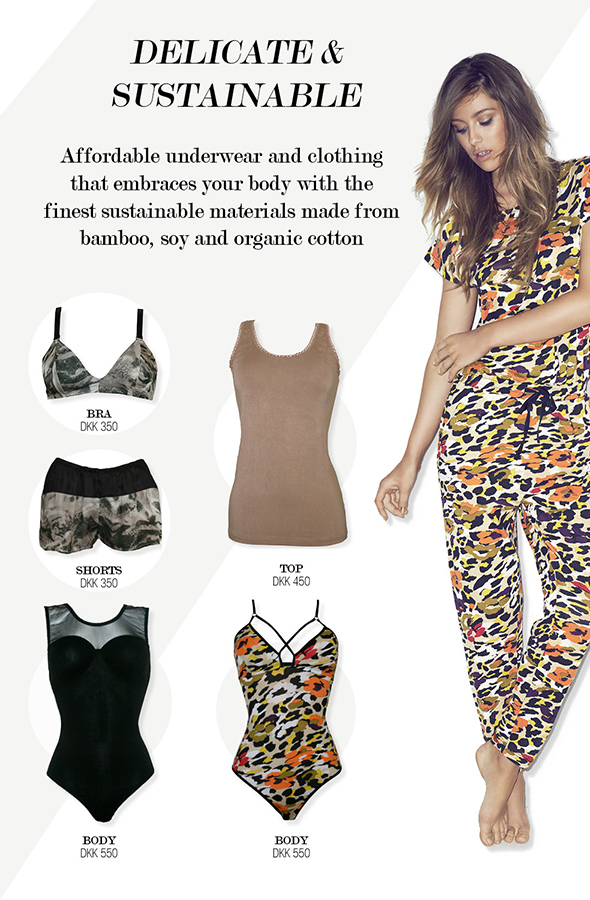 DELICATE &
SUSTAINABLE
Affordable underwear and clothing
that embraces your body with the
finest sustainable materials made from
bamboo, soy and organic cotton
BRA
DKK 350
SHORTS
DKK 350
TOP
DKK 450
BODY
DKK 550
BODY
DKK 550